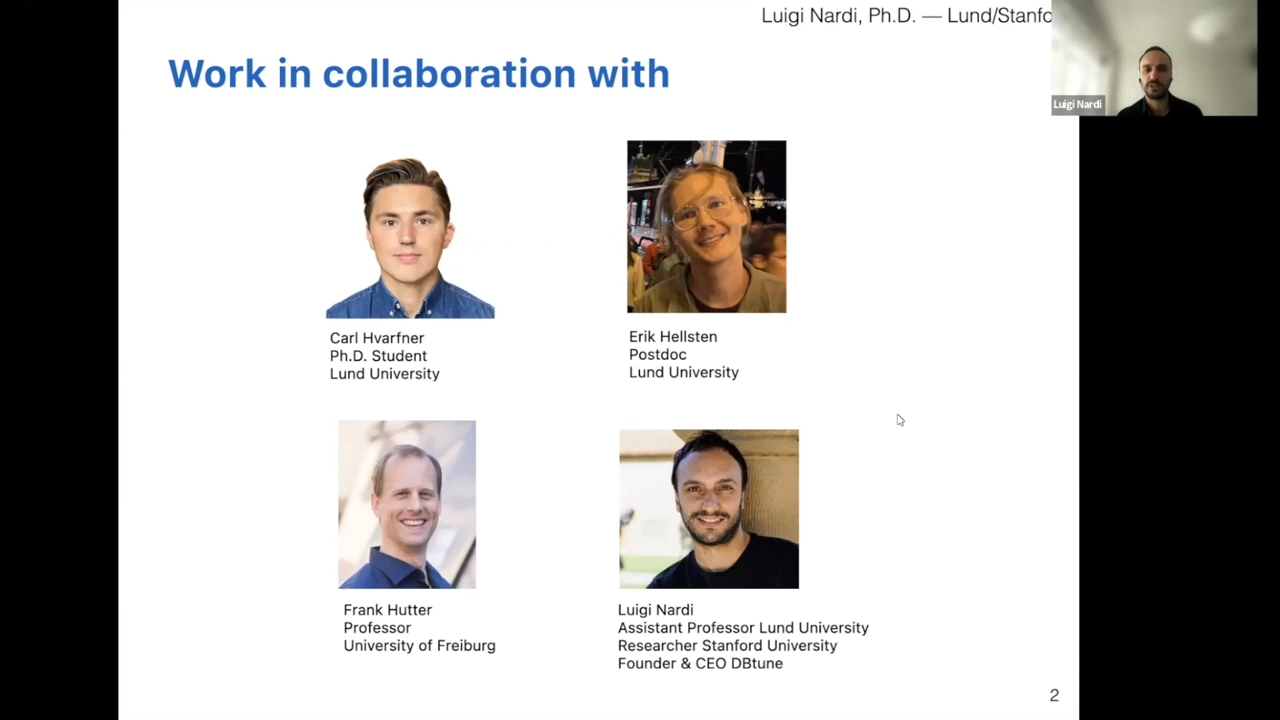 Luigi Nardi, Ph.D. — Lund/Stanfo
Luigi Nardi
Work in collaboration with
Carl Hvarfner
Ph.D. Student
Lund University
Erik Hellsten
Postdoc
Lund University
Frank Hutter
Professor
University of Freiburg
Luigi Nardi
Assistant Professor Lund University
Researcher Stanford University
Founder & CEO DBtune
2